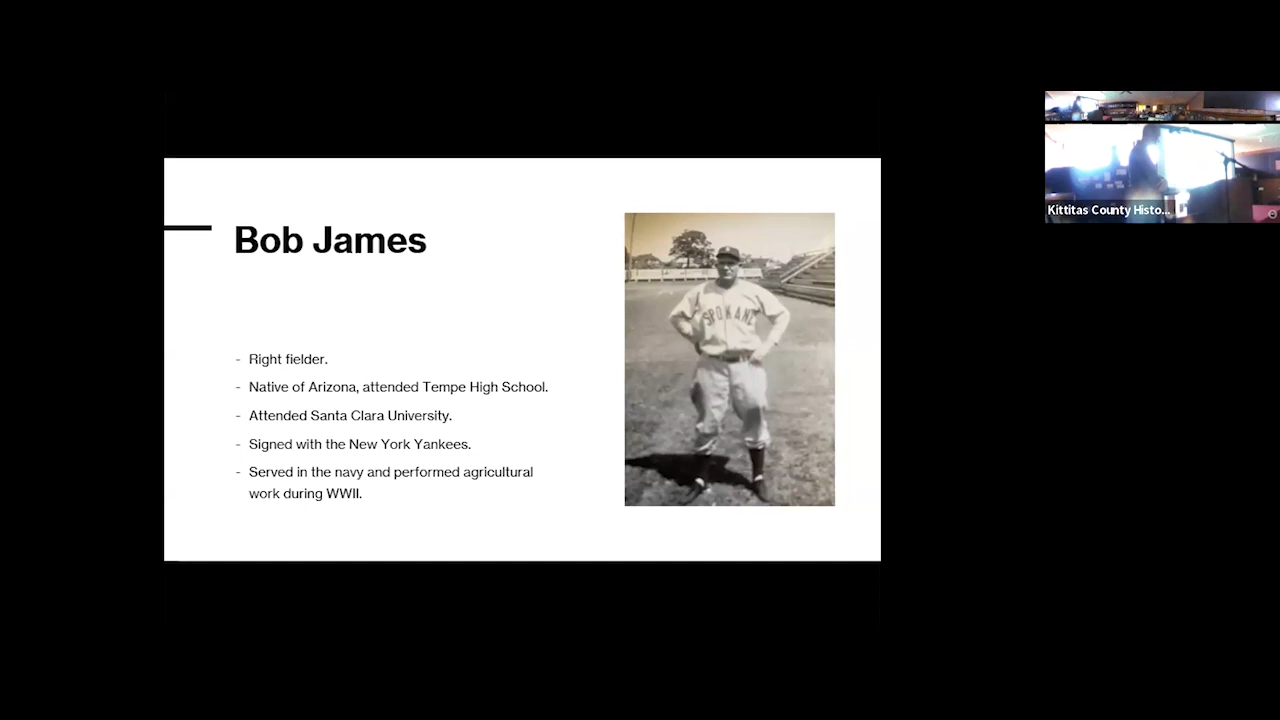 Bob James
- Right fielder.
- Native of Arizona, attended Tempe High School.
- Attended Santa Clara University.
- Signed with the New York Yankees.
- Served in the navy and performed agricultural
work during WWII.
SPOKANE
Kittitas County Histo...